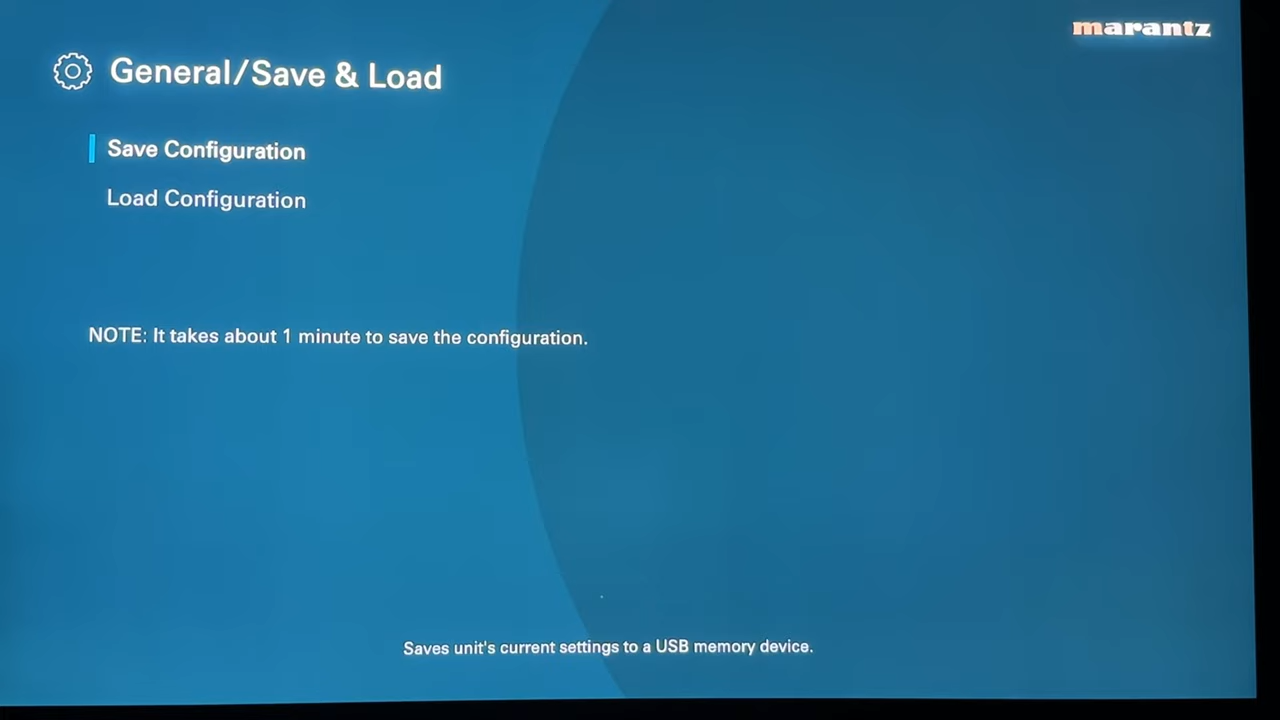 marantz
General/Save & Load
Save Configuration
Load Configuration
NOTE: It takes about 1 minute to save the configuration.
Saves unit's current settings to a USB memory device.